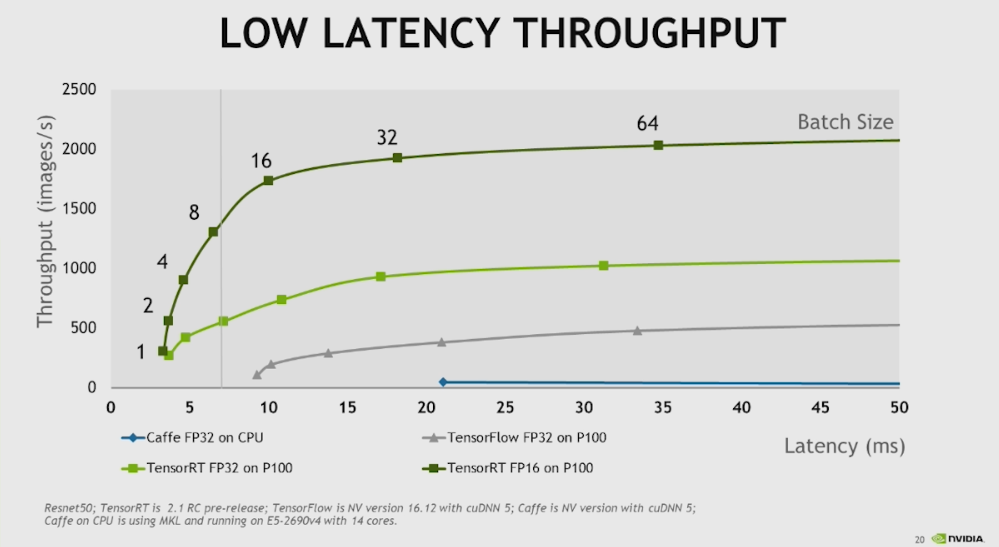 LOW LATENCY THROUGHPUT
Throughput (images/s)
2500
2000
1500
1000
500
0
Batch Size
1
2
4
8
16
32
64
0 5 10 15 20 25 30 35 40 45 50
Latency (ms)
Caffe FP32 on CPU
TensorFlow FP32 on P100
TensorRT FP32 on P100
TensorRT FP16 on P100
Resnet50; TensorRT is 2.1 RC pre-release; TensorFlow is NV version 16.12 with cuDNN 5; Caffe is NV version with cuDNN 5;
Caffe on CPU is using MKL and running on E5-2690v4 with 14 cores.
20 NVIDIA.